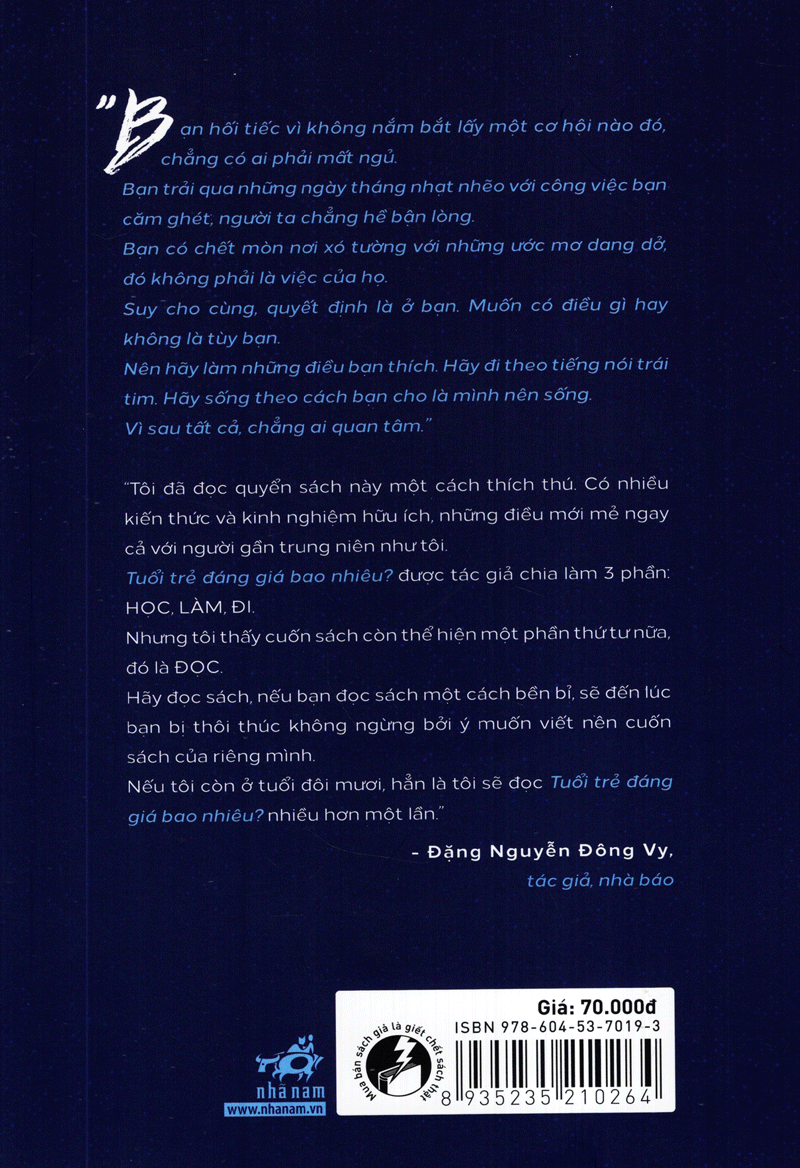 “Bạn hối tiếc vì không nắm bắt lấy một cơ hội nào đó,
chẳng có ai phải mất ngủ.
Bạn trải qua những ngày tháng nhạt nhẽo với công việc bạn
căm ghét, người ta chẳng hề bận lòng.
Bạn có chết mòn nơi xó tường với những ước mơ dang dở,
đó không phải là việc của họ.
Suy cho cùng, quyết định là ở bạn. Muốn có điều gì hay
không là tùy bạn.
Nên hãy làm những điều bạn thích. Hãy đi theo tiếng nói trái
tim. Hãy sống theo cách bạn cho là mình nên sống.
Vì sau tất cả, chẳng ai quan tâm.”
“Tôi đã đọc quyển sách này một cách thích thú. Có nhiều
kiến thức và kinh nghiệm hữu ích, những điều mới mẻ ngay
cả với người gần trung niên như tôi.
Tuổi trẻ đáng giá bao nhiêu? được tác giả chia làm 3 phần:
HỌC, LÀM, ĐI.
Nhưng tôi thấy cuốn sách còn thể hiện một phần thứ tư nữa,
đó là ĐỌC.
Hãy đọc sách, nếu bạn đọc sách một cách bền bỉ, sẽ đến lúc
bạn bị thôi thúc không ngừng bởi ý muốn viết nên cuốn
sách của riêng mình.
Nếu tôi còn ở tuổi đôi mươi, hẳn là tôi sẽ đọc Tuổi trẻ đáng
giá bao nhiêu? nhiều hơn một lần.”
– Đặng Nguyễn Đông Vy,
tác giả, nhà báo
nhã nam
www.nhanam.vn
Giá: 70.000đ
ISBN 978-604-53-7019-3
Mua bán sách giả là giết chết sách thật
8 935235 210264